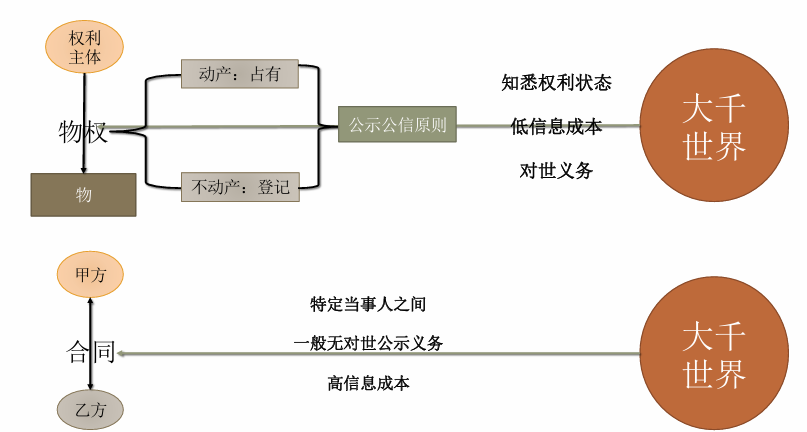 权利
主体
动产：占有
知悉权利状态
物权
公示公信原则
低信息成本
大千
世界
对世义务
物
不动产：登记
甲方
特定当事人之间
合同
一般无对世公示义务
大千
世界
高信息成本
乙方